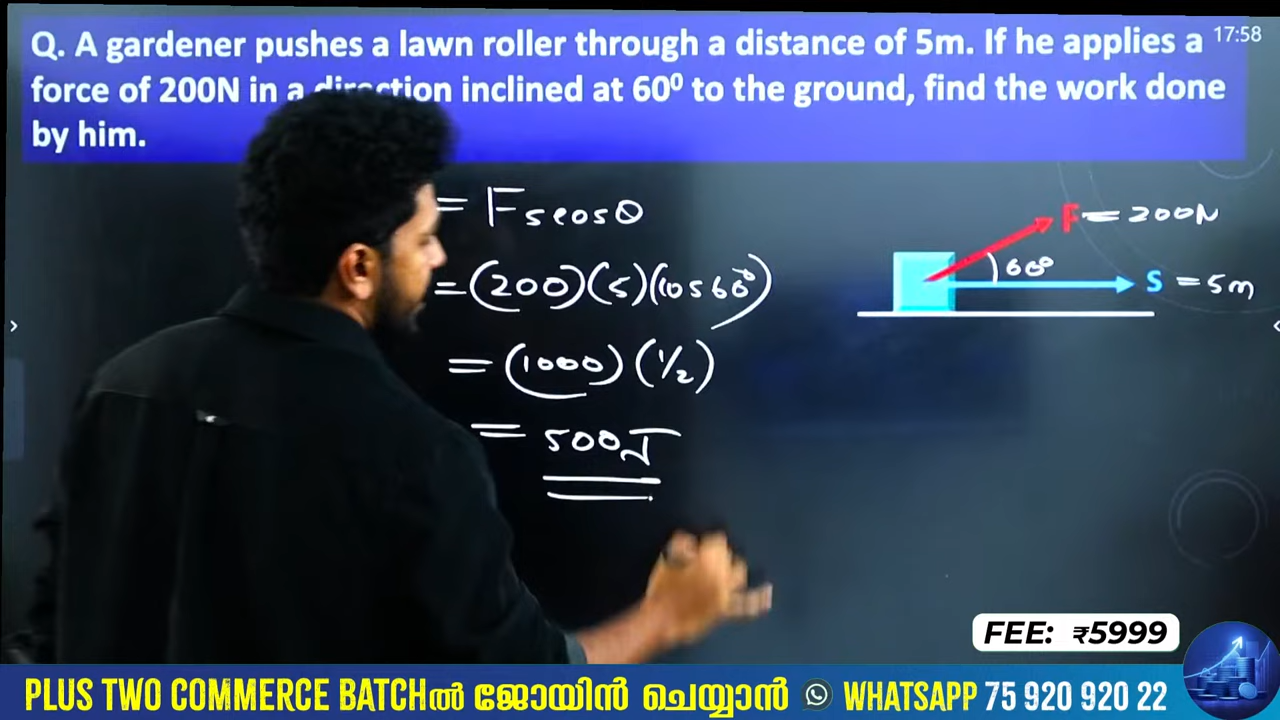 Q. A gardener pushes a lawn roller through a distance of 5m. If he applies a
17:58
force of 200N in a direction inclined at 60⁰ to the ground, find the work done
by him.
= Fscosθ
= (200)(5)(cos60°)
= (1000)(1/2)
= 500J
F = 200N
60°
S = 5m
FEE: ₹5999
PLUS TWO COMMERCE BATCHൽ ജോയിൻ ചെയ്യാൻ WHATSAPP 75 920 920 22